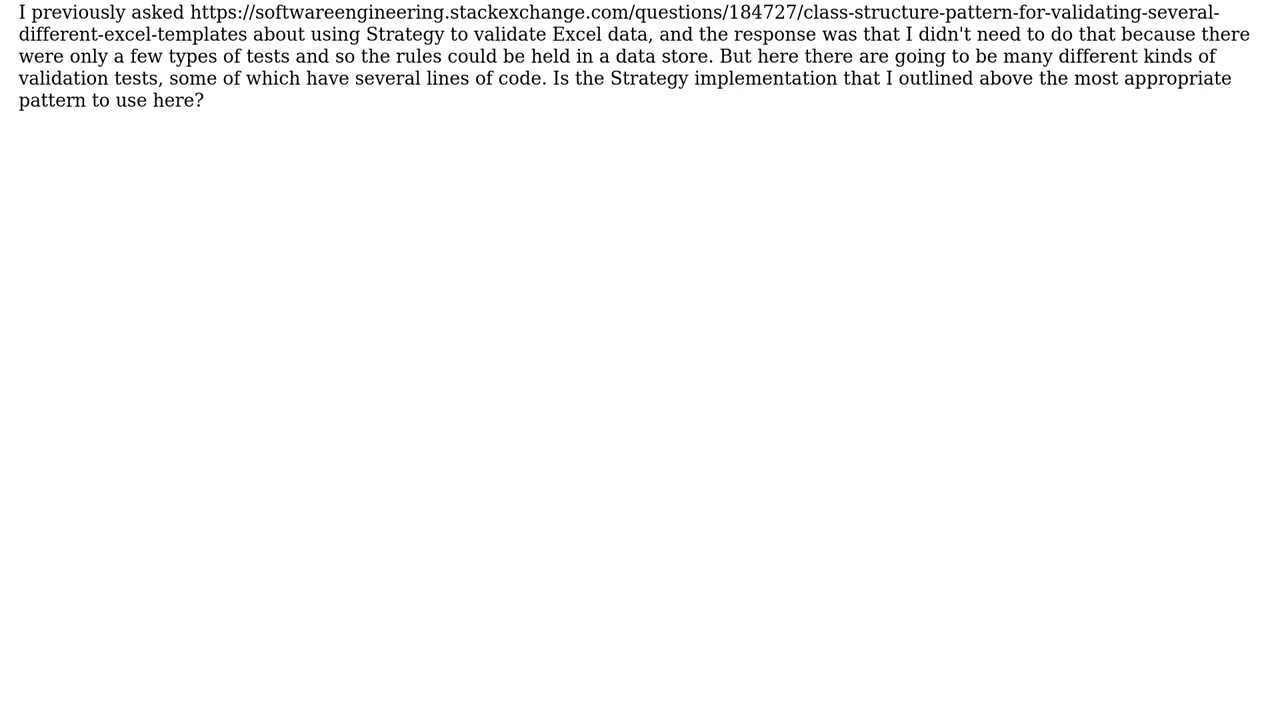 I previously asked https://softwareengineering.stackexchange.com/questions/184727/class-structure-pattern-for-validating-several-
different-excel-templates about using Strategy to validate Excel data, and the response was that I didn't need to do that because there
were only a few types of tests and so the rules could be held in a data store. But here there are going to be many different kinds of
validation tests, some of which have several lines of code. Is the Strategy implementation that I outlined above the most appropriate
pattern to use here?